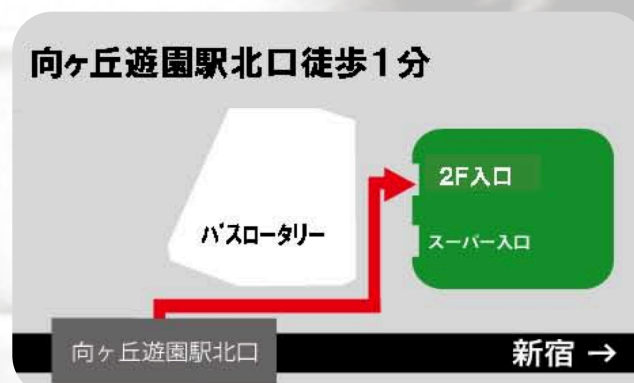 向ヶ丘遊園駅北口徒歩1分
2F入口
バスロータリー
スーパー入口
向ヶ丘遊園駅北口
新宿 →